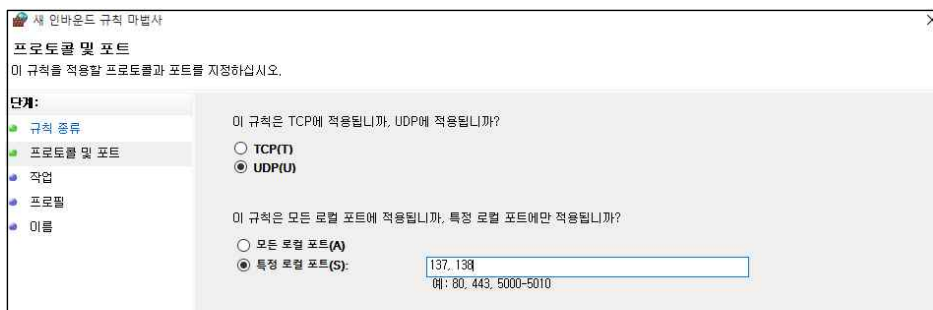 새 인바운드 규칙 마법사
프로토콜 및 포트
이 규칙을 적용할 프로토콜과 포트를 지정하십시오.
단계:
규칙 종류
프로토콜 및 포트
작업
프로필
이름
이 규칙은 TCP에 적용됩니까, UDP에 적용됩니까?
TCP(T)
UDP(U)
이 규칙은 모든 로컬 포트에 적용됩니까, 특정 로컬 포트에만 적용됩니까?
모든 로컬 포트(A)
특정 로컬 포트(S):
137, 138
예: 80, 443, 5000-5010